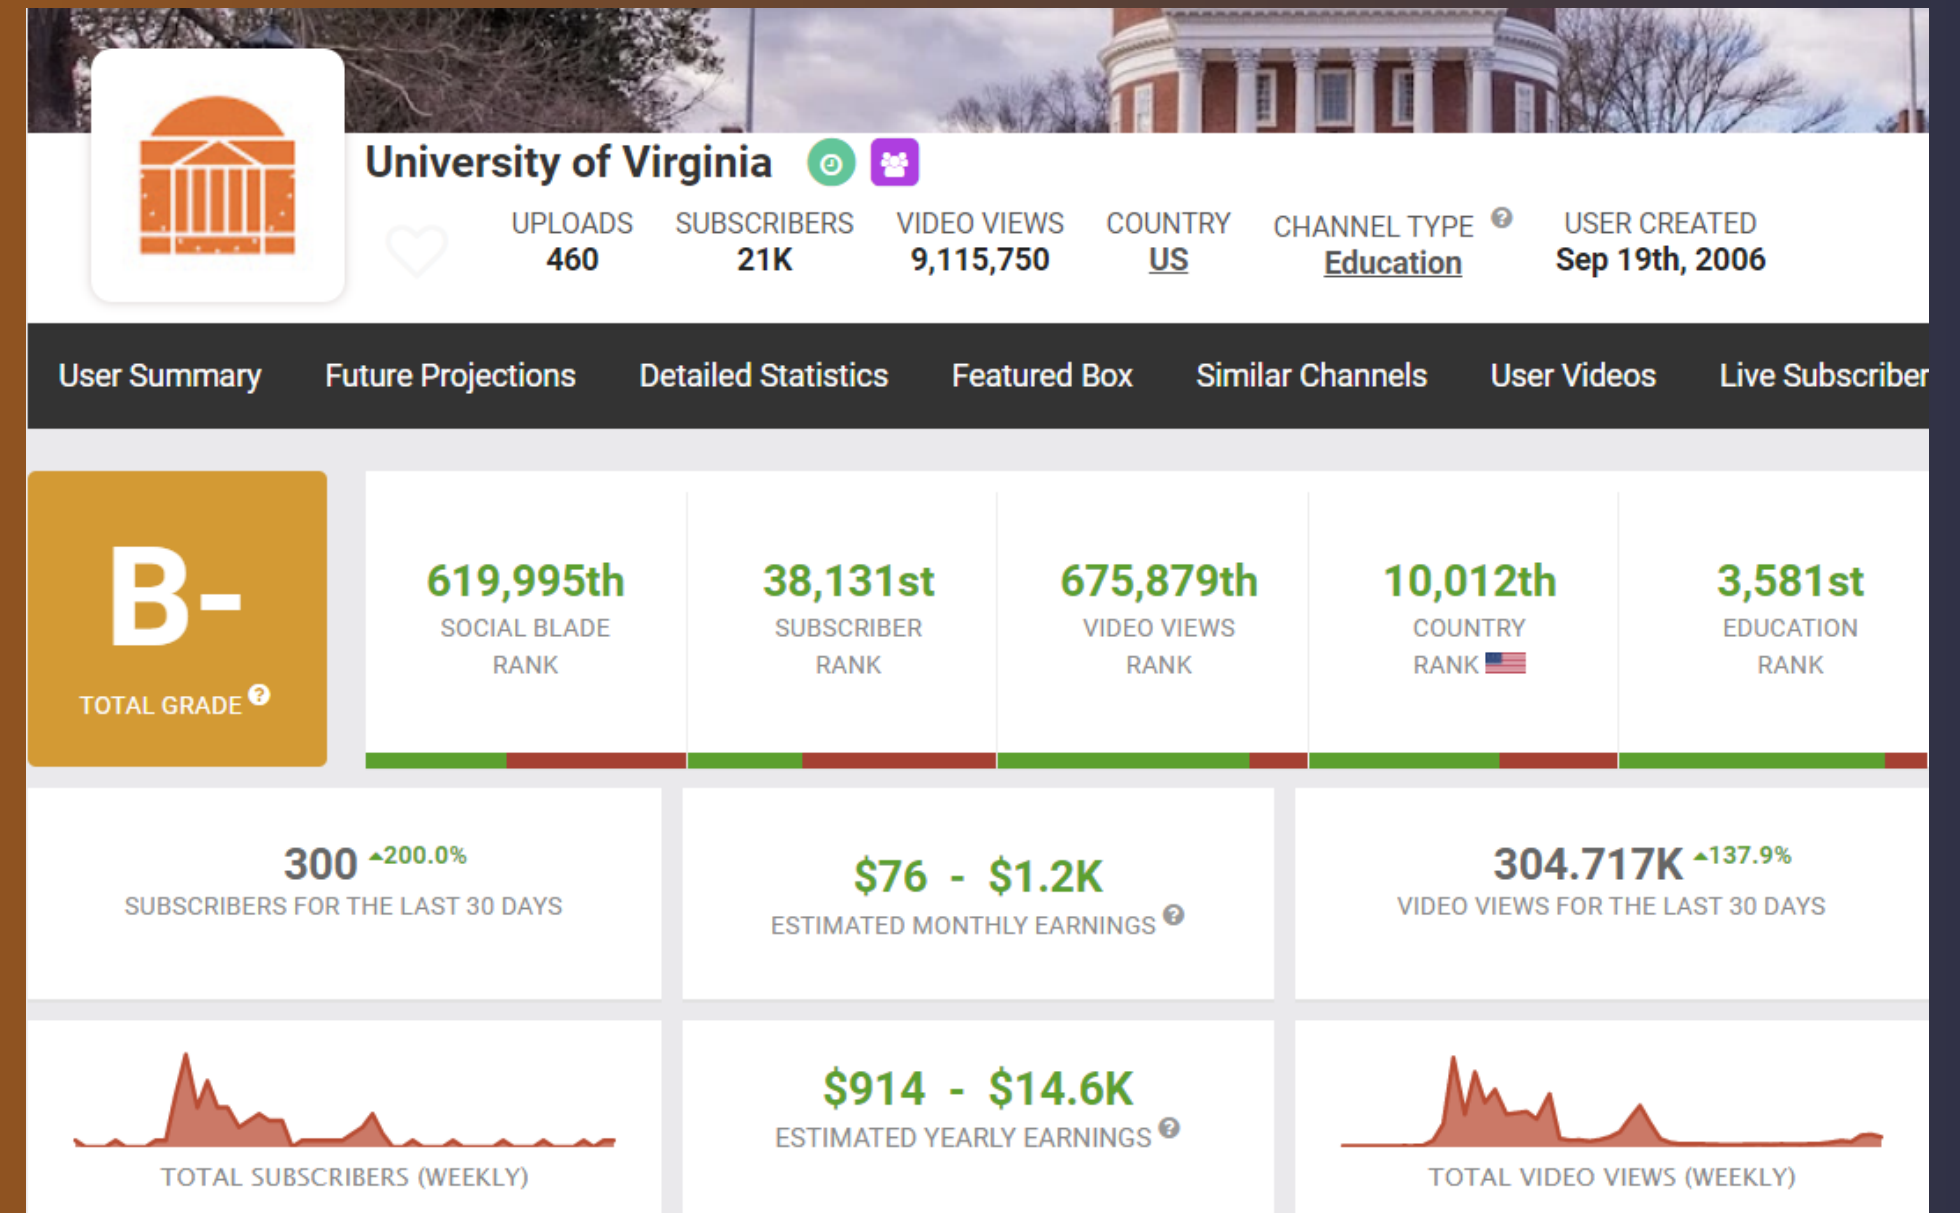 University of Virginia
UPLOADS SUBSCRIBERS VIDEO VIEWS COUNTRY CHANNEL TYPE USER CREATED
460 21K 9,115,750 US Education Sep 19th, 2006
User Summary Future Projections Detailed Statistics Featured Box Similar Channels User Videos Live Subscriber
B-
TOTAL GRADE
619,995th
SOCIAL BLADE
RANK
38,131st
SUBSCRIBER
RANK
675,879th
VIDEO VIEWS
RANK
10,012th
COUNTRY
RANK
3,581st
EDUCATION
RANK
300 200.0%
SUBSCRIBERS FOR THE LAST 30 DAYS
$76 - $1.2K
ESTIMATED MONTHLY EARNINGS
304.717K 137.9%
VIDEO VIEWS FOR THE LAST 30 DAYS
TOTAL SUBSCRIBERS (WEEKLY)
$914 - $14.6K
ESTIMATED YEARLY EARNINGS
TOTAL VIDEO VIEWS (WEEKLY)